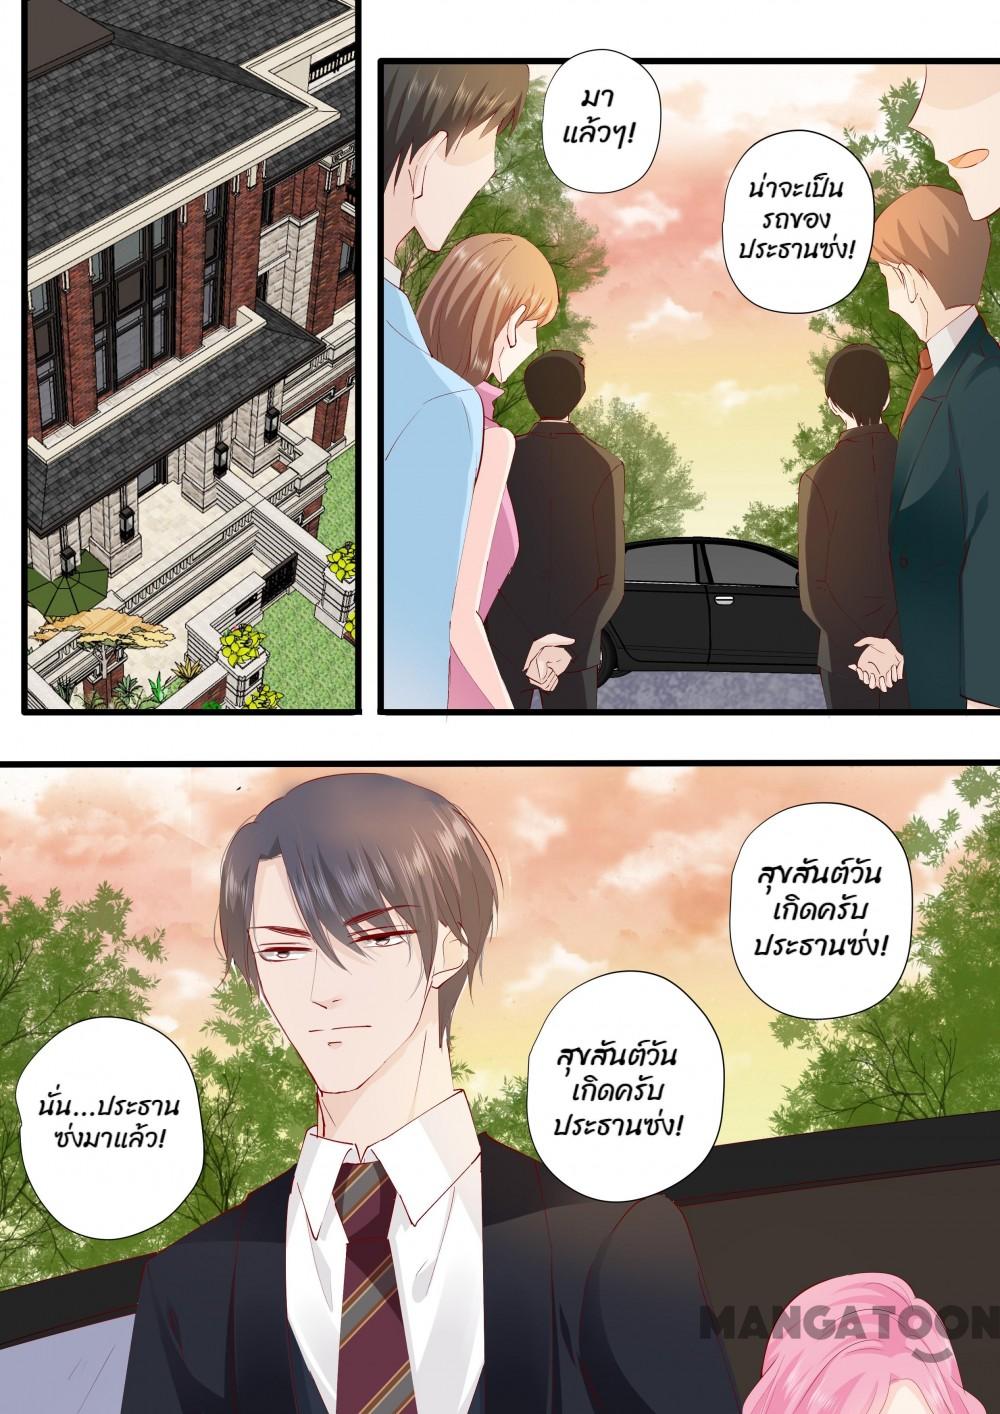 มา
แล้วๆ!
น่าจะเป็น
รถของ
ประธานซ่ง!
สุขสันต์วัน
เกิดครับ
ประธานซ่ง!
สุขสันต์วัน
เกิดครับ
ประธานซ่ง!
นั่น...ประธาน
ซ่งมาแล้ว!
MANGATOON